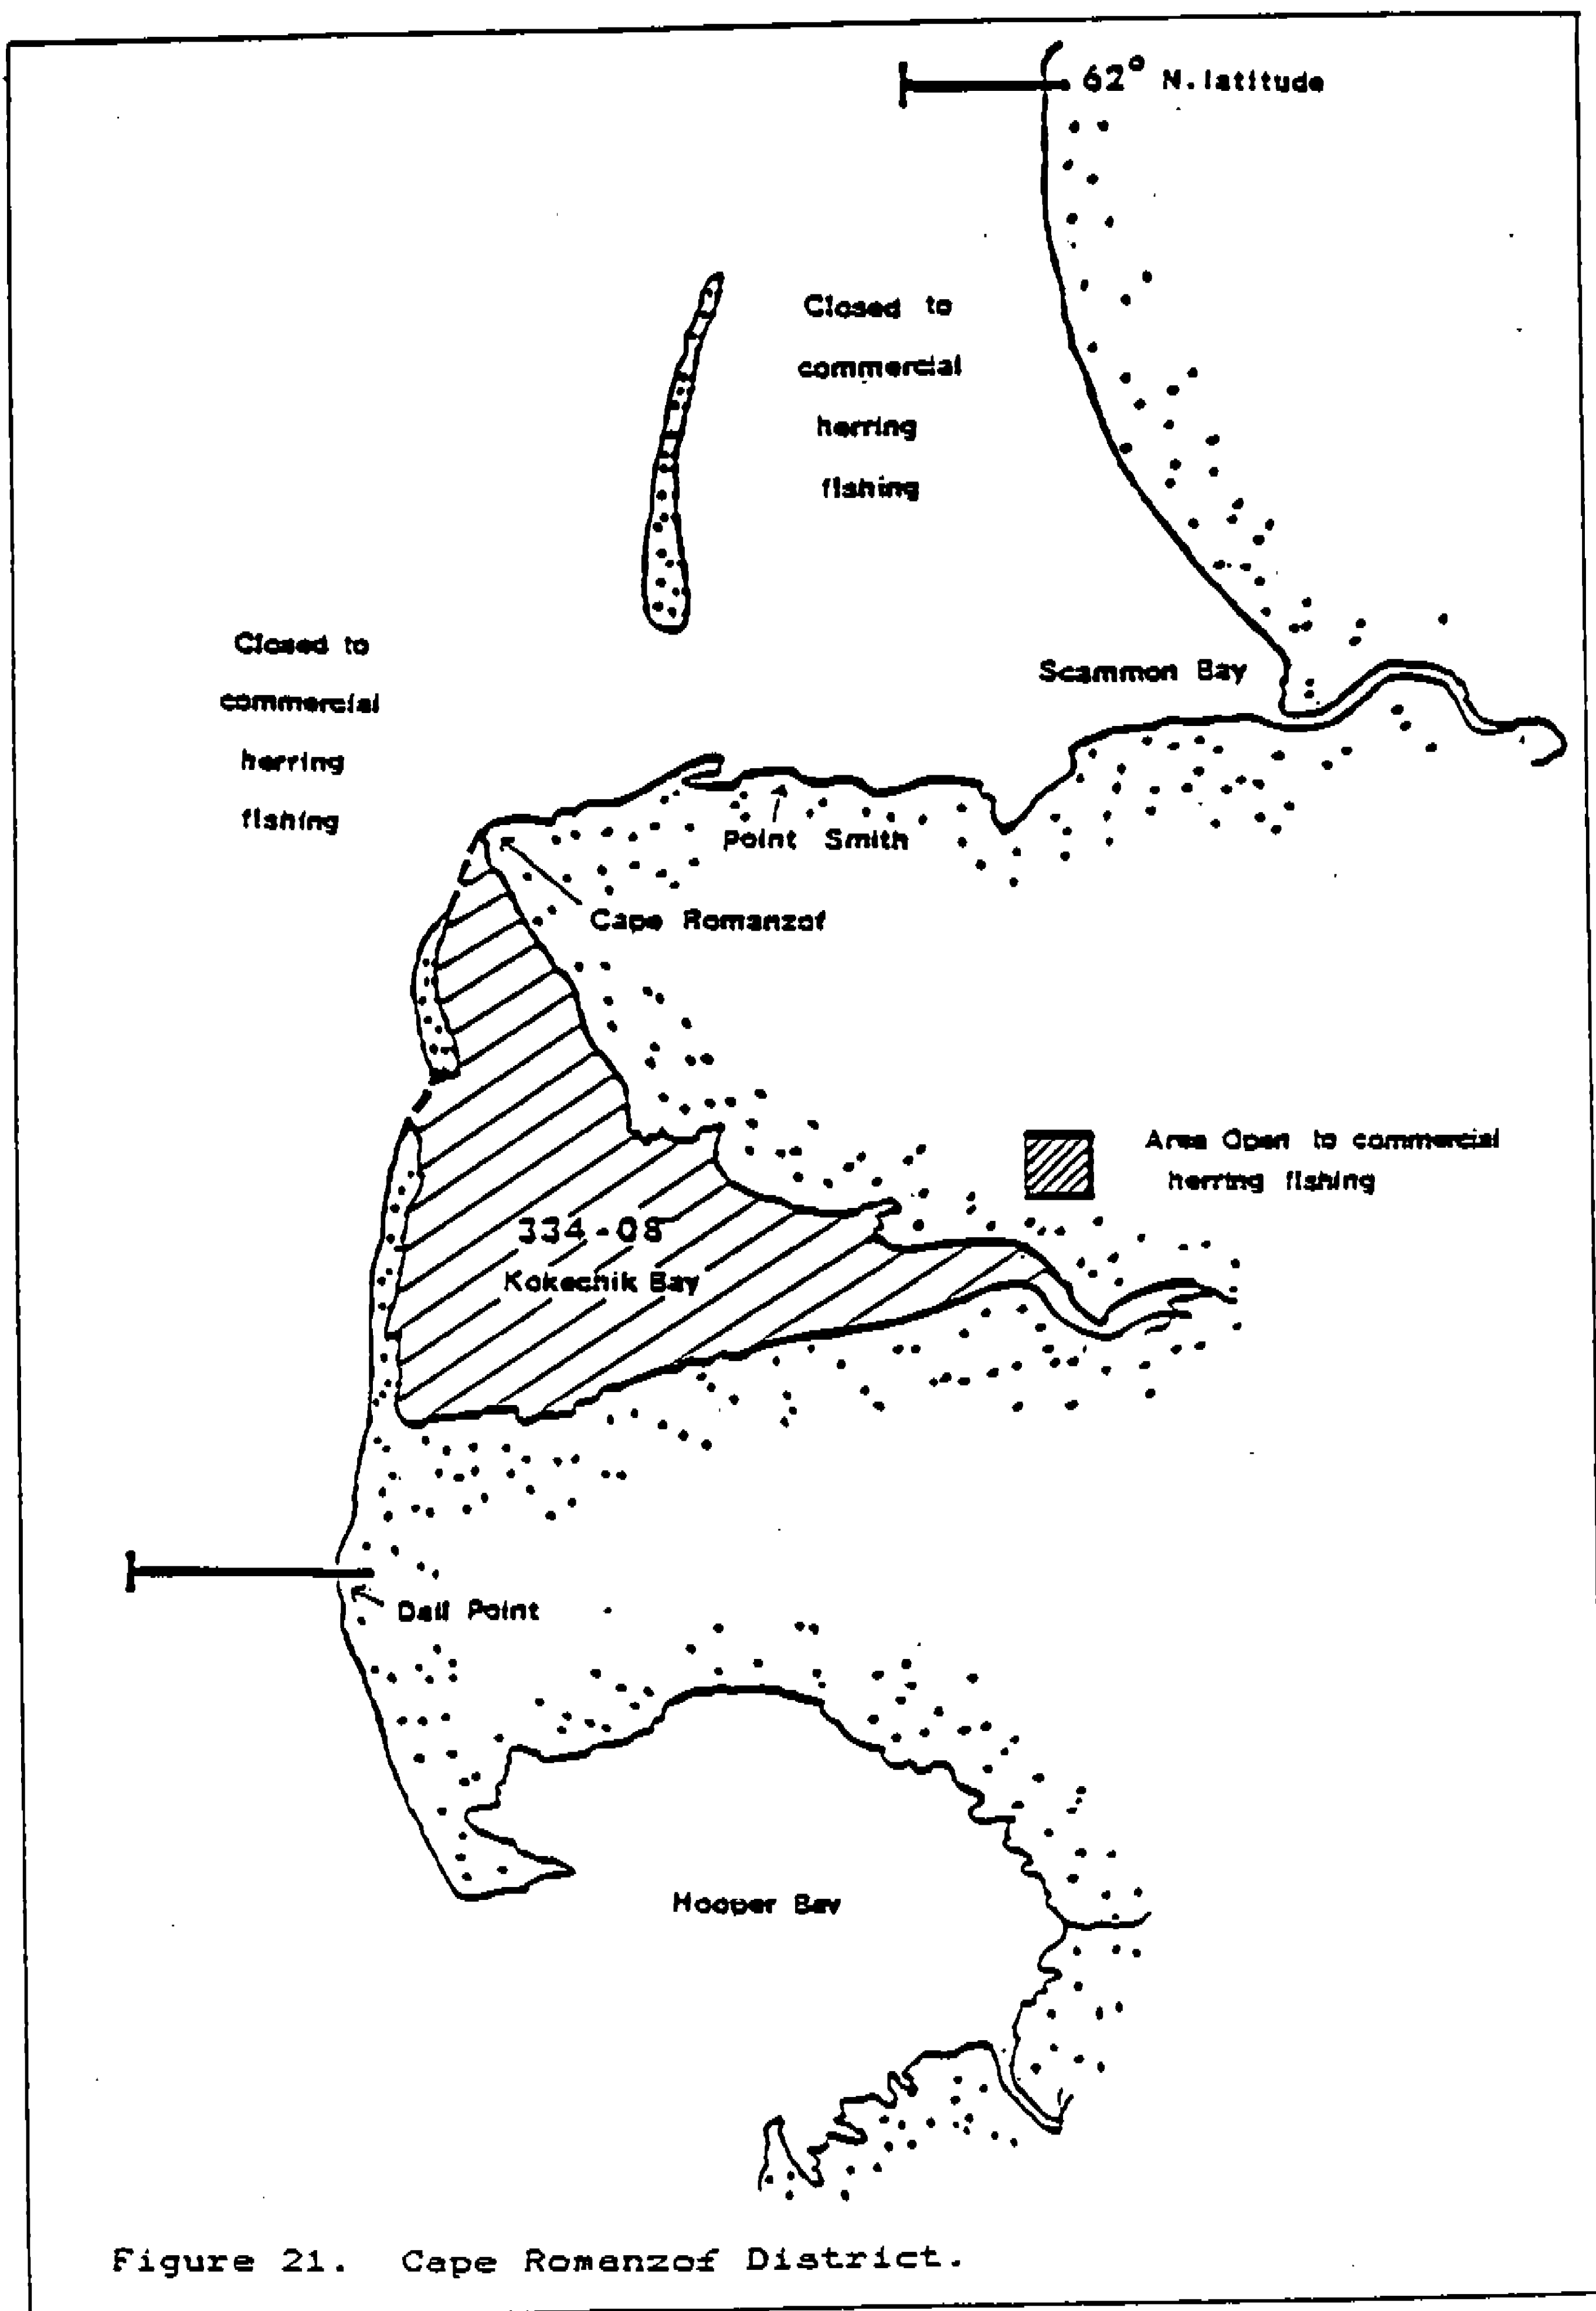 62° N. latitude
Closed to
commercial
herring
fishing
Closed to
commercial
herring
fishing
Scammon Bay
Point Smith
Cape Romanzof
Area Open to commercial
herring fishing
334-08
Kokechik Bay
Dall Point
Hooper Bay
Figure 21. Cape Romanzof District.